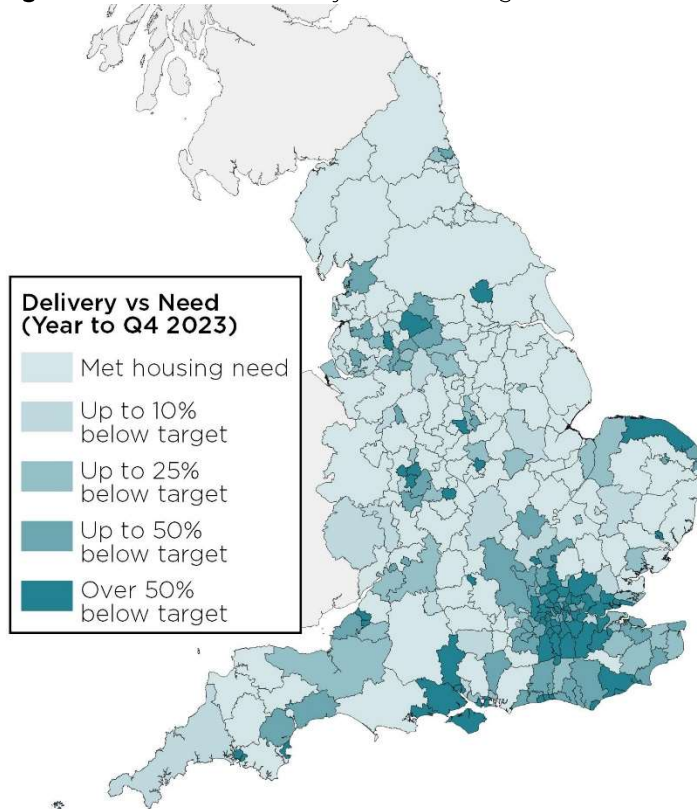 Delivery vs Need
(Year to Q4 2023)
Met housing need
Up to 10%
below target
Up to 25%
below target
Up to 50%
below target
Over 50%
below target